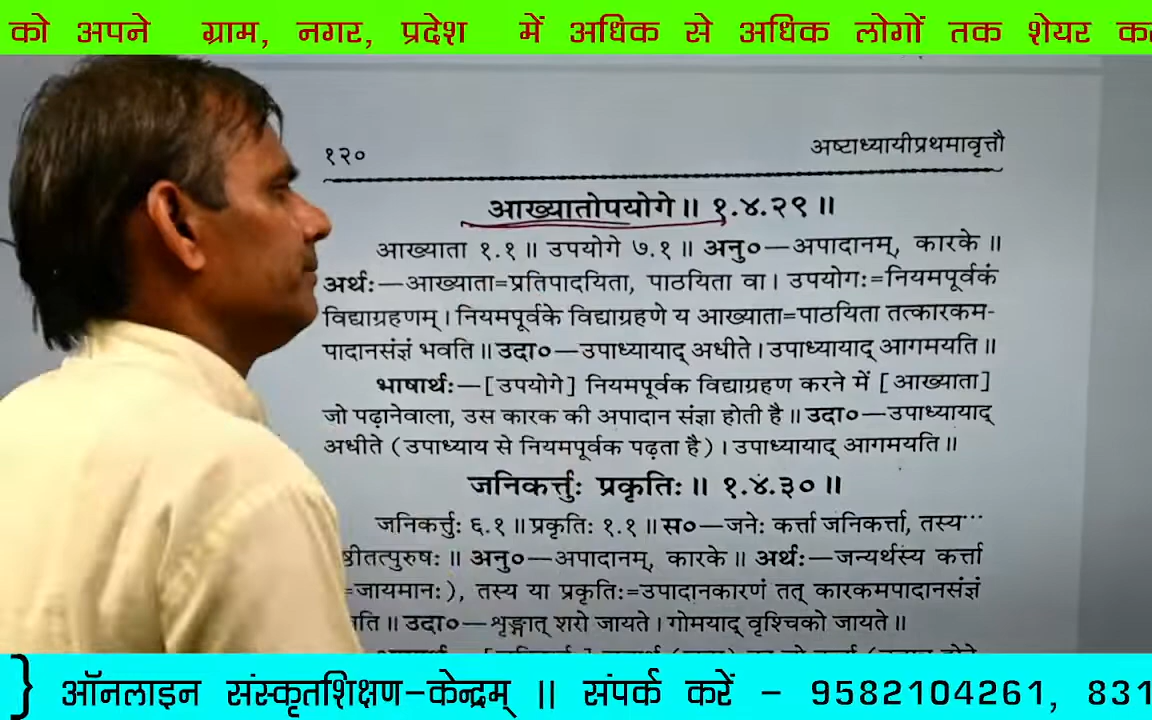 को अपने ग्राम, नगर, प्रदेश में अधिक से अधिक लोगों तक शेयर
१२० अष्टाध्यायीप्रथमावृत्तौ
आख्यातोपयोगे॥ १.४.२९॥
आख्याता १.१॥ उपयोगे ७.१॥ अनु०—अपादानम्, कारके॥
अर्थः—आख्याता=प्रतिपादयिता, पाठयिता वा। उपयोगः=नियमपूर्वकं
विद्याग्रहणम्। नियमपूर्वके विद्याग्रहणे य आख्याता=पाठयिता तत्कारकम-
पादानसंज्ञं भवति॥ उदा०—उपाध्यायाद् अधीते। उपाध्यायाद् आगमयति॥
भाषार्थः—[उपयोगे] नियमपूर्वक विद्याग्रहण करने में [आख्याता]
जो पढ़ानेवाला, उस कारक की अपादान संज्ञा होती है॥ उदा०—उपाध्यायाद्
अधीते (उपाध्याय से नियमपूर्वक पढ़ता है)। उपाध्यायाद् आगमयति॥
जनिकर्त्तुः प्रकृतिः॥ १.४.३०॥
जनिकर्त्तुः ६.१॥ प्रकृतिः १.१॥ स०—जनेः कर्त्ता जनिकर्त्ता, तस्य···
ष्ठीतत्पुरुषः॥ अनु०—अपादानम्, कारके॥ अर्थः—जन्यर्थस्य कर्त्ता
=जायमानः), तस्य या प्रकृतिः=उपादानकारणं तत् कारकमपादानसंज्ञं
उदा०—शृङ्गात् शरो जायते। गोमयाद् वृश्चिको जायते॥
} ऑनलाइन संस्कृतशिक्षण-केन्द्रम् || संपर्क करें - 9582104261, 831